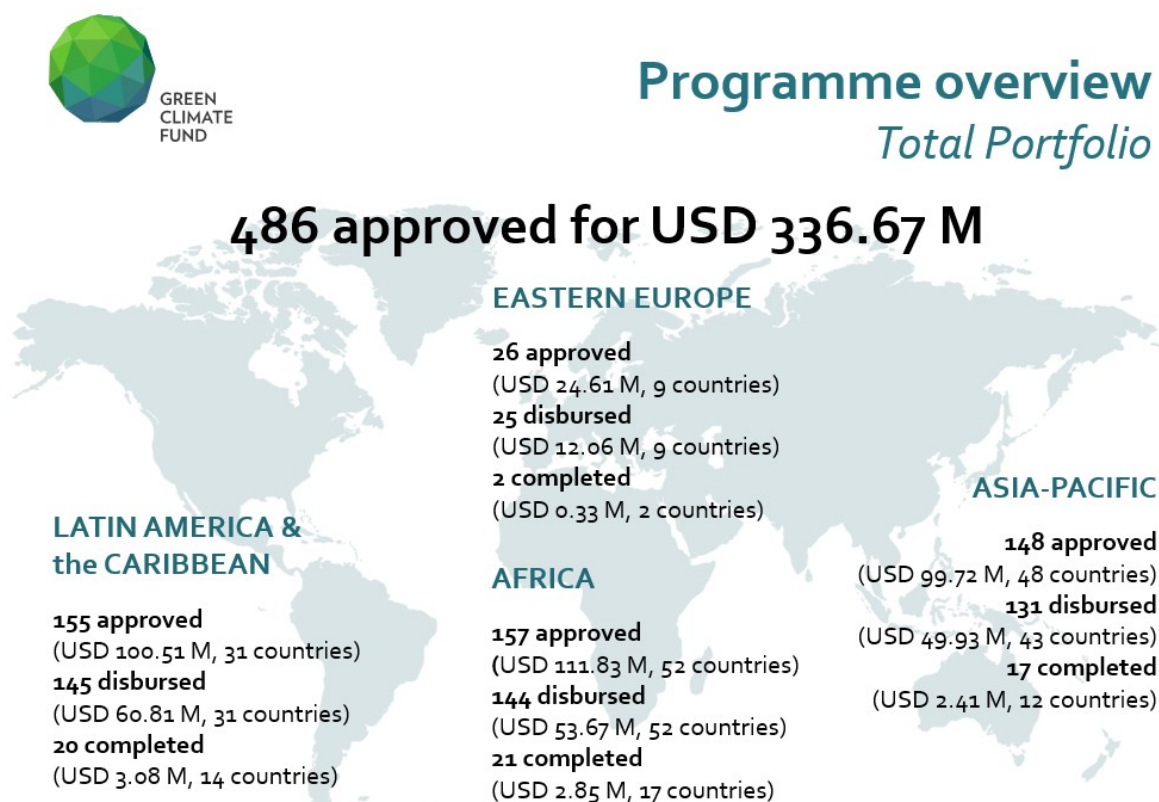 GREEN
CLIMATE
FUND
Programme overview
Total Portfolio
486 approved for USD 336.67 M
EASTERN EUROPE
26 approved
(USD 24.61 M, 9 countries)
25 disbursed
(USD 12.06 M, 9 countries)
2 completed
(USD 0.33 M, 2 countries)
LATIN AMERICA &
the CARIBBEAN
155 approved
(USD 100.51 M, 31 countries)
145 disbursed
(USD 60.81 M, 31 countries)
20 completed
(USD 3.08 M, 14 countries)
AFRICA
157 approved
(USD 111.83 M, 52 countries)
144 disbursed
(USD 53.67 M, 52 countries)
21 completed
(USD 2.85 M, 17 countries)
ASIA-PACIFIC
148 approved
(USD 99.72 M, 48 countries)
131 disbursed
(USD 49.93 M, 43 countries)
17 completed
(USD 2.41 M, 12 countries)